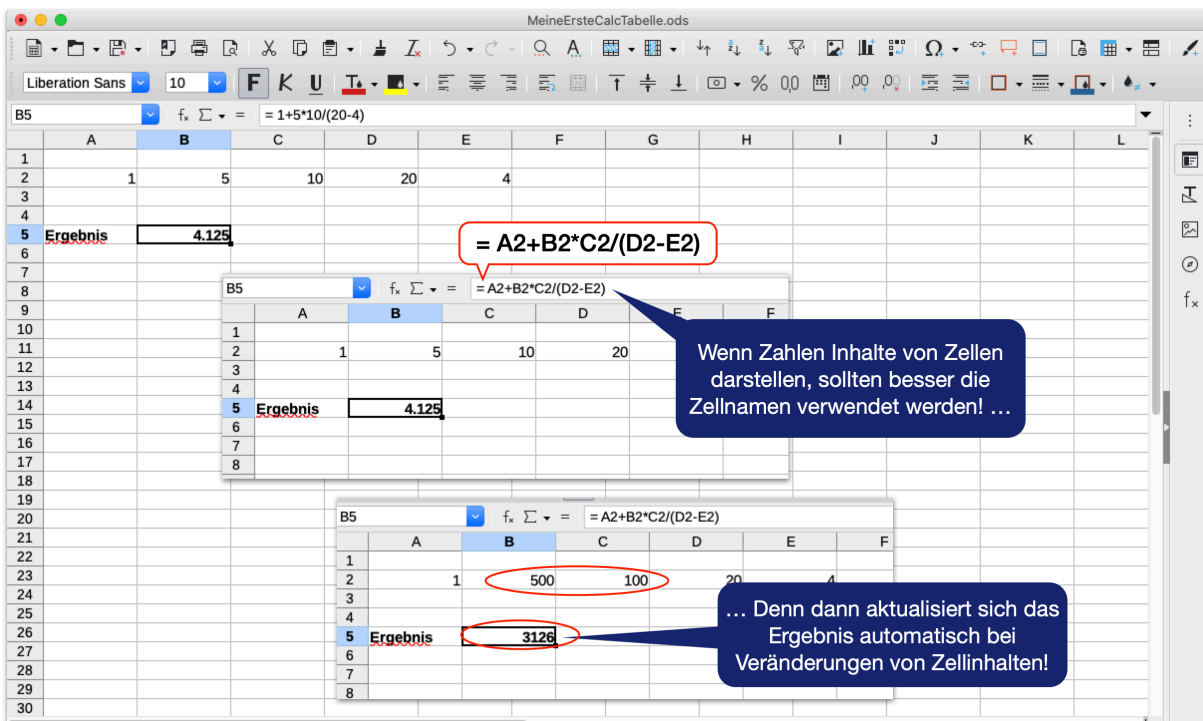 MeineErsteCalcTabelle.ods
Liberation Sans 10 F K U
B5 = = 1+5*10/(20-4)
A B C D E F G H I J K L
1
2 1 5 10 20 4
3
4
5 Ergebnis 4.125
6
7
8
9
10
11
12
13
14
15
16
17
18
19
20
21
22
23
24
25
26
27
28
29
30
= A2+B2*C2/(D2-E2)
B5 = = A2+B2*C2/(D2-E2)
A B C D E F
1
2 1 5 10 20
3
4
5 Ergebnis 4.125
6
7
8
Wenn Zahlen Inhalte von Zellen
darstellen, sollten besser die
Zellnamen verwendet werden! …
B5 = = A2+B2*C2/(D2-E2)
A B C D E F
1
2 1 500 100 20 4
3
4
5 Ergebnis 3126
6
7
8
… Denn dann aktualisiert sich das
Ergebnis automatisch bei
Veränderungen von Zellinhalten!